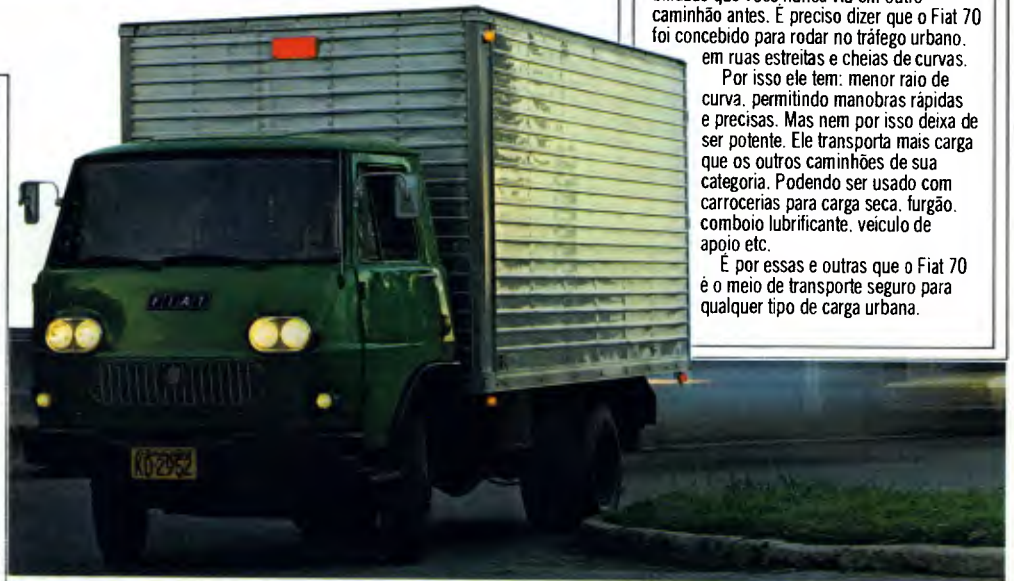 caminhão antes. É preciso dizer que o Fiat 70
foi concebido para rodar no tráfego urbano.
em ruas estreitas e cheias de curvas.
Por isso ele tem: menor raio de
curva, permitindo manobras rápidas
e precisas. Mas nem por isso deixa de
ser potente. Ele transporta mais carga
que os outros caminhões de sua
categoria. Podendo ser usado com
carrocerias para carga seca, furgão,
comboio lubrificante, veiculo de
apoio etc.
É por essas e outras que o Fiat 70
é o meio de transporte seguro para
qualquer tipo de carga urbana.
FIAT
KO-2952